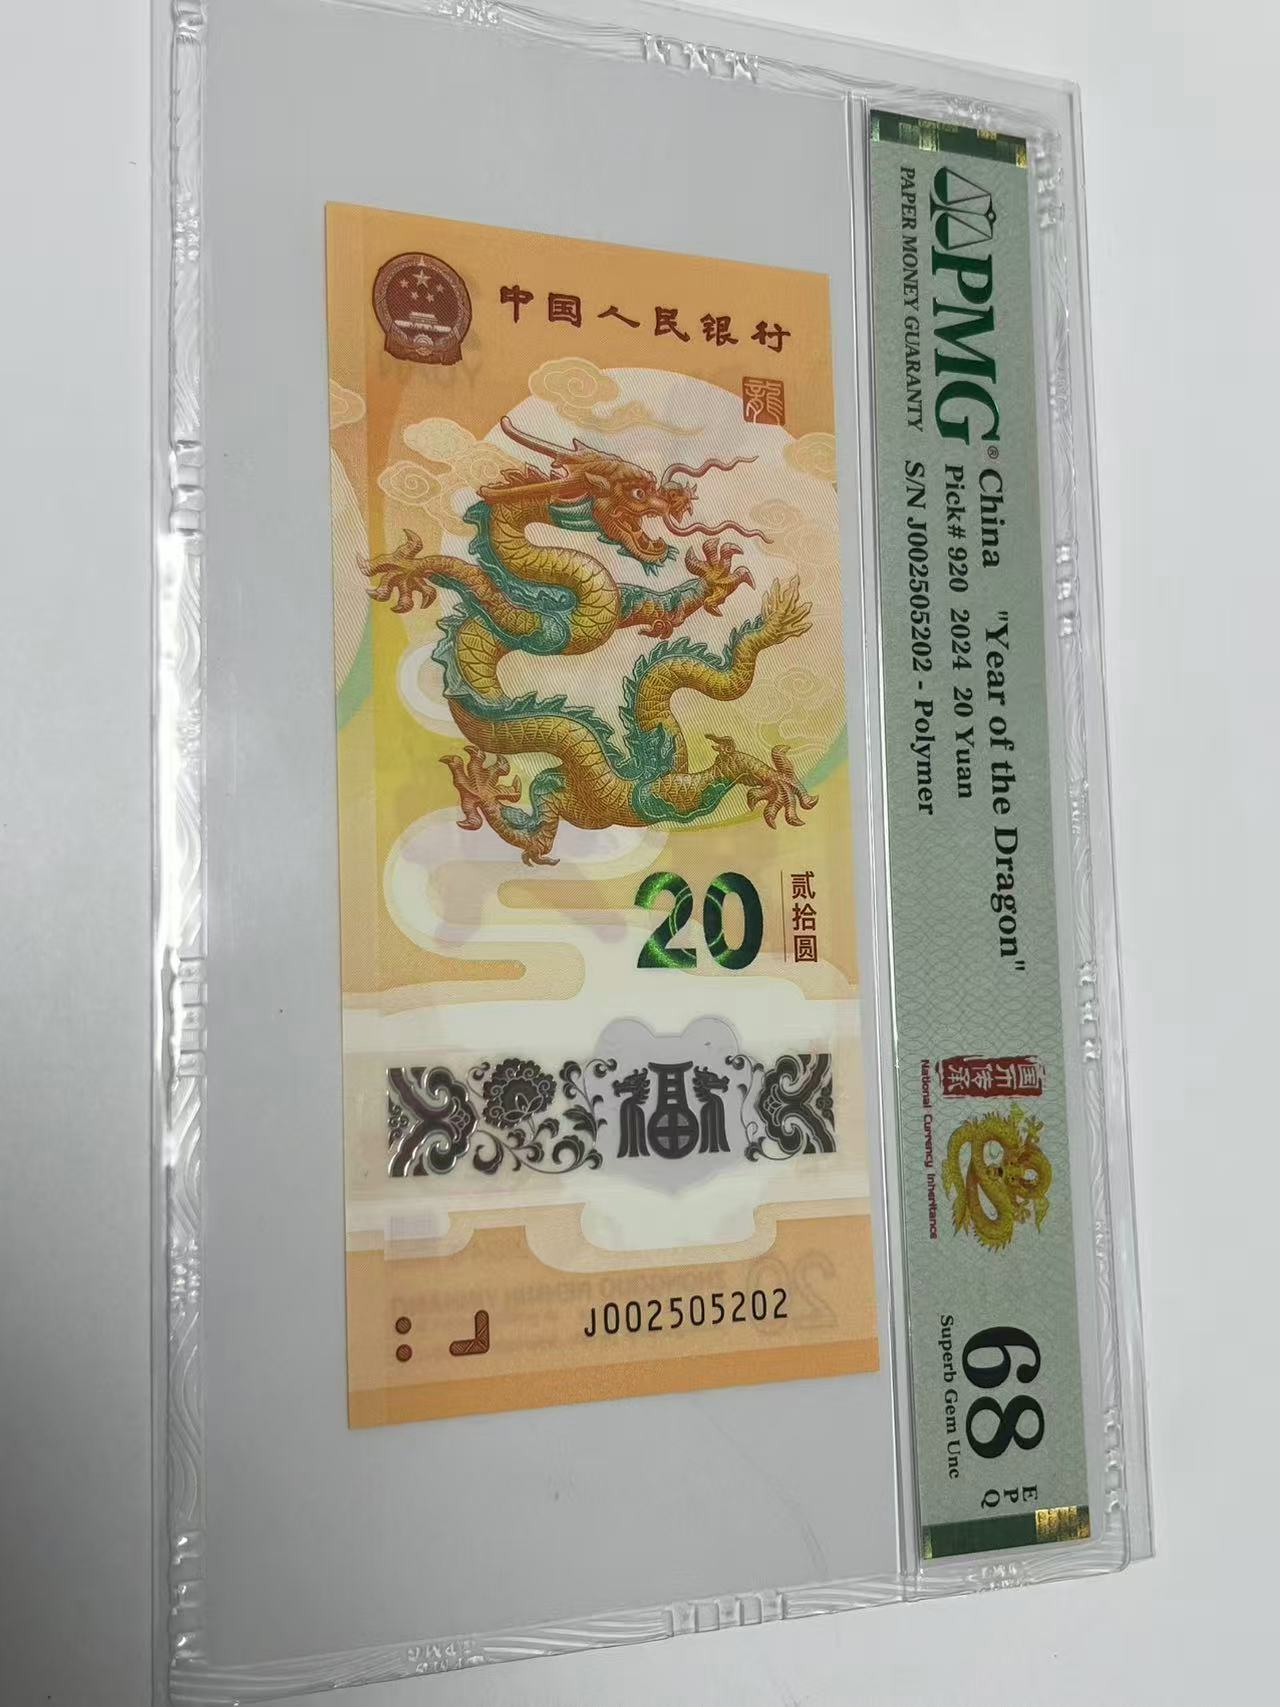 PMG®
PAPER MONEY GUARANTY
China "Year of the Dragon"
Pick# 920 2024 20 Yuan
S/N J002505202 - Polymer
国币传承
National Currency Inheritance
68
EPQ
Superb Gem Unc
中国人民银行
龍
20
贰拾圆
福
J002505202